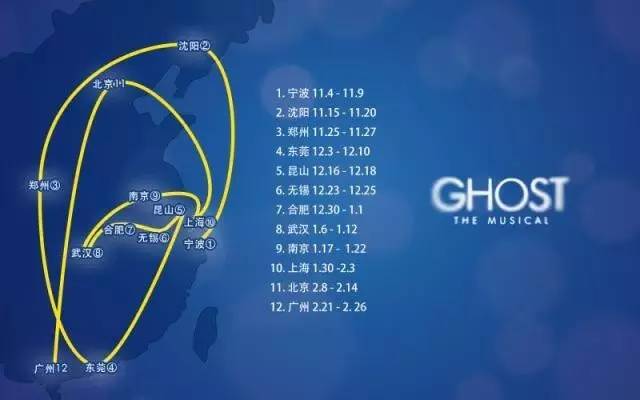 沈阳②
北京11
郑州③
南京⑨
昆山⑤
上海⑩
合肥⑦
无锡⑥
宁波①
武汉⑧
广州12
东莞④
1. 宁波 11.4 - 11.9
2. 沈阳 11.15 - 11.20
3. 郑州 11.25 - 11.27
4. 东莞 12.3 - 12.10
5. 昆山 12.16 - 12.18
6. 无锡 12.23 - 12.25
7. 合肥 12.30 - 1.1
8. 武汉 1.6 - 1.12
9. 南京 1.17 - 1.22
10. 上海 1.30 -2.3
11. 北京 2.8 - 2.14
12. 广州 2.21 - 2. 26
GHOST
THE MUSICAL